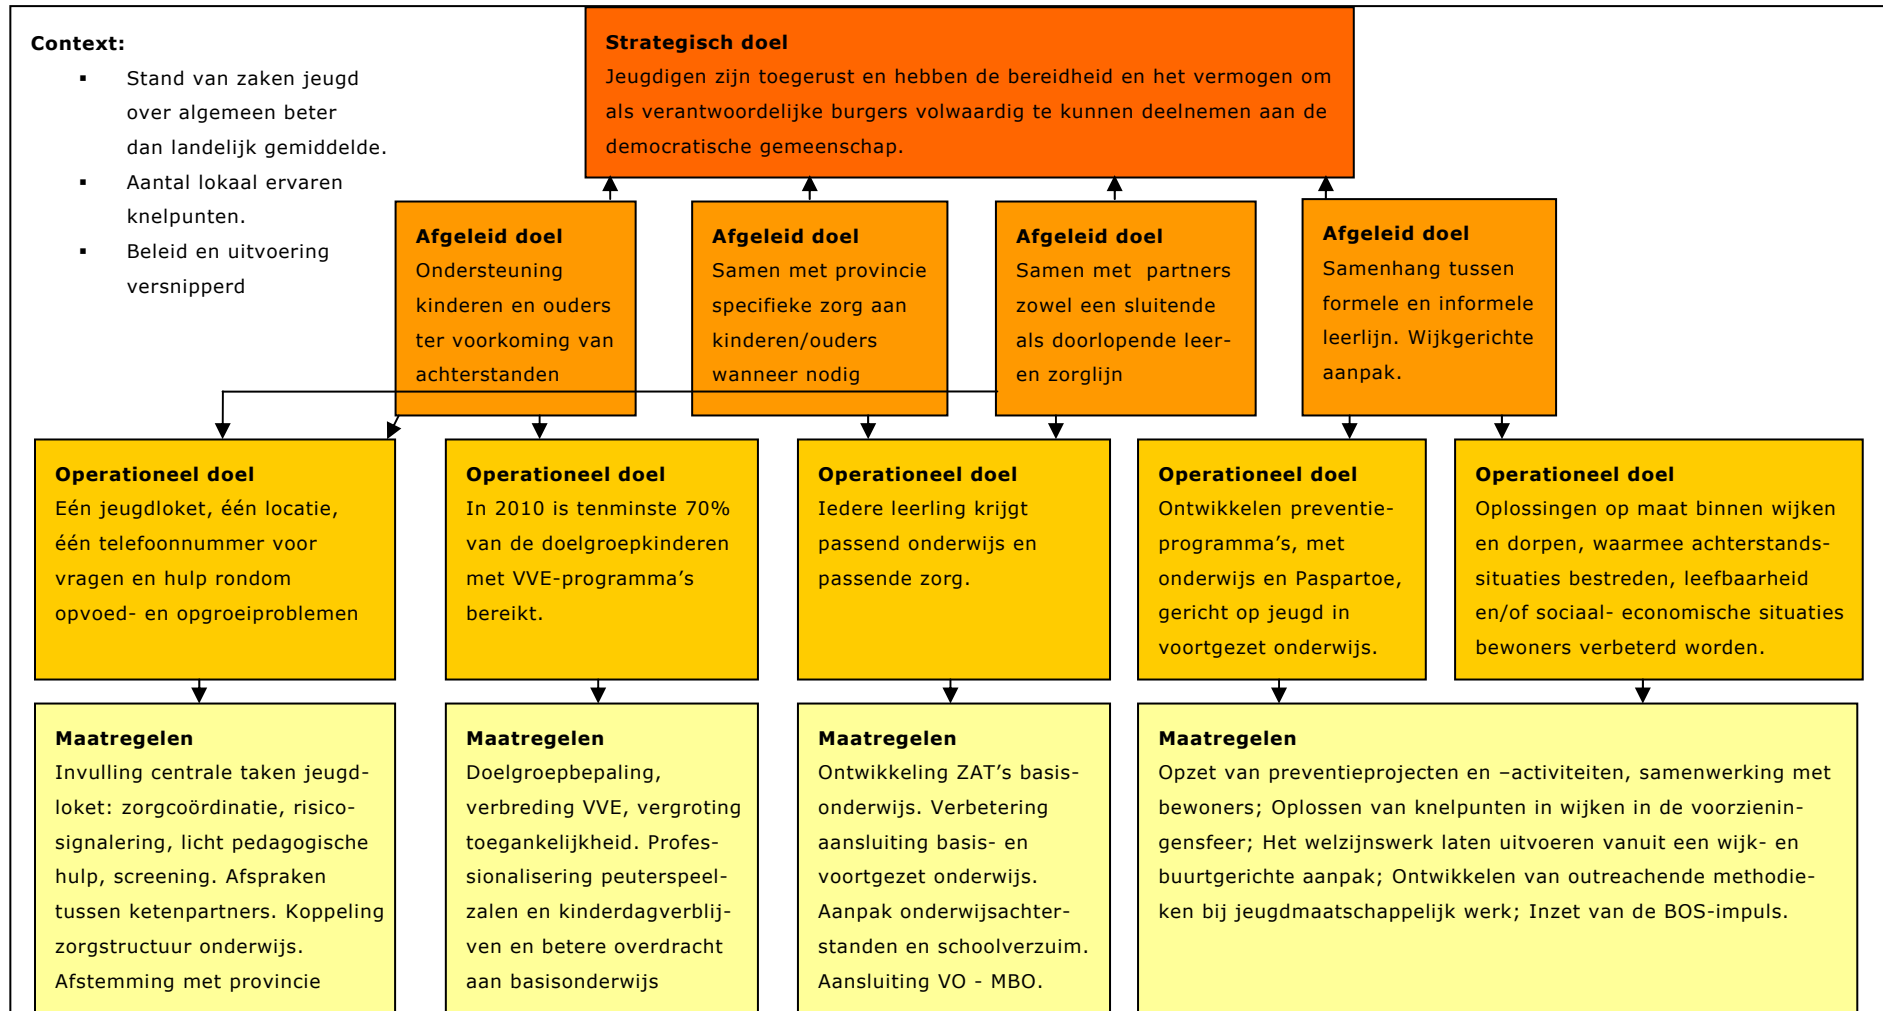 Context:
▪ Stand van zaken jeugd
over algemeen beter
dan landelijk gemiddelde.
▪ Aantal lokaal ervaren
knelpunten.
▪ Beleid en uitvoering
versnipperd
Strategisch doel
Jeugdigen zijn toegerust en hebben de bereidheid en het vermogen om
als verantwoordelijke burgers volwaardig te kunnen deelnemen aan de
democratische gemeenschap.
Afgeleid doel
Ondersteuning
kinderen en ouders
ter voorkoming van
achterstanden
Afgeleid doel
Samen met provincie
specifieke zorg aan
kinderen/ouders
wanneer nodig
Afgeleid doel
Samen met  partners
zowel een sluitende
als doorlopende leer-
en zorglijn
Afgeleid doel
Samenhang tussen
formele en informele
leerlijn. Wijkgerichte
aanpak.
Operationeel doel
Eén jeugdloket, één locatie,
één telefoonnummer voor
vragen en hulp rondom
opvoed- en opgroeiproblemen
Operationeel doel
In 2010 is tenminste 70%
van de doelgroepkinderen
met VVE-programma's
bereikt.
Operationeel doel
Iedere leerling krijgt
passend onderwijs en
passende zorg.
Operationeel doel
Ontwikkelen preventie-
programma's, met
onderwijs en Paspartoe,
gericht op jeugd in
voortgezet onderwijs.
Operationeel doel
Oplossingen op maat binnen wijken
en dorpen, waarmee achterstands-
situaties bestreden, leefbaarheid
en/of sociaal- economische situaties
bewoners verbeterd worden.
Maatregelen
Invulling centrale taken jeugd-
loket: zorgcoördinatie, risico-
signalering, licht pedagogische
hulp, screening. Afspraken
tussen ketenpartners. Koppeling
zorgstructuur onderwijs.
Afstemming met provincie
Maatregelen
Doelgroepbepaling,
verbreding VVE, vergroting
toegankelijkheid. Profes-
sionalisering peuterspeel-
zalen en kinderdagverblij-
ven en betere overdracht
aan basisonderwijs
Maatregelen
Ontwikkeling ZAT's basis-
onderwijs. Verbetering
aansluiting basis- en
voortgezet onderwijs.
Aanpak onderwijsachter-
standen en schoolverzuim.
Aansluiting VO - MBO.
Maatregelen
Opzet van preventieprojecten en –activiteiten, samenwerking met
bewoners; Oplossen van knelpunten in wijken in de voorzienin-
gensfeer; Het welzijnswerk laten uitvoeren vanuit een wijk- en
buurtgerichte aanpak; Ontwikkelen van outreachende methodie-
ken bij jeugdmaatschappelijk werk; Inzet van de BOS-impuls.